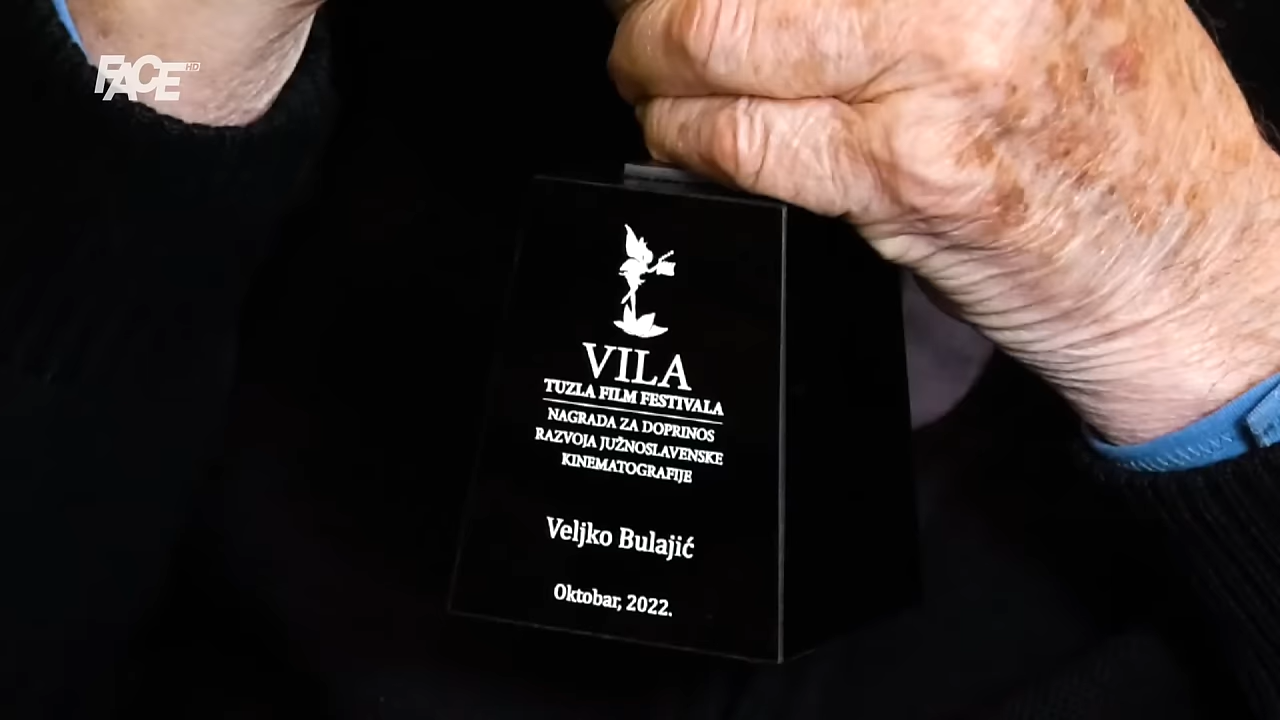 FACE HD
VILA
TUZLA FILM FESTIVALA
NAGRADA ZA DOPRINOS
RAZVOJA JUŽNOSLAVENSKE
KINEMATOGRAFIJE
Veljko Bulajić
Oktobar, 2022.